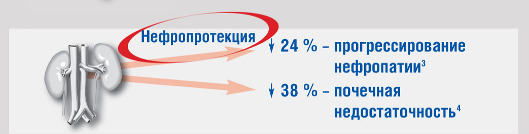 Нефропротекция
↓ 24 % – прогрессирование
нефропатии³
↓ 38 % – почечная
недостаточность⁴